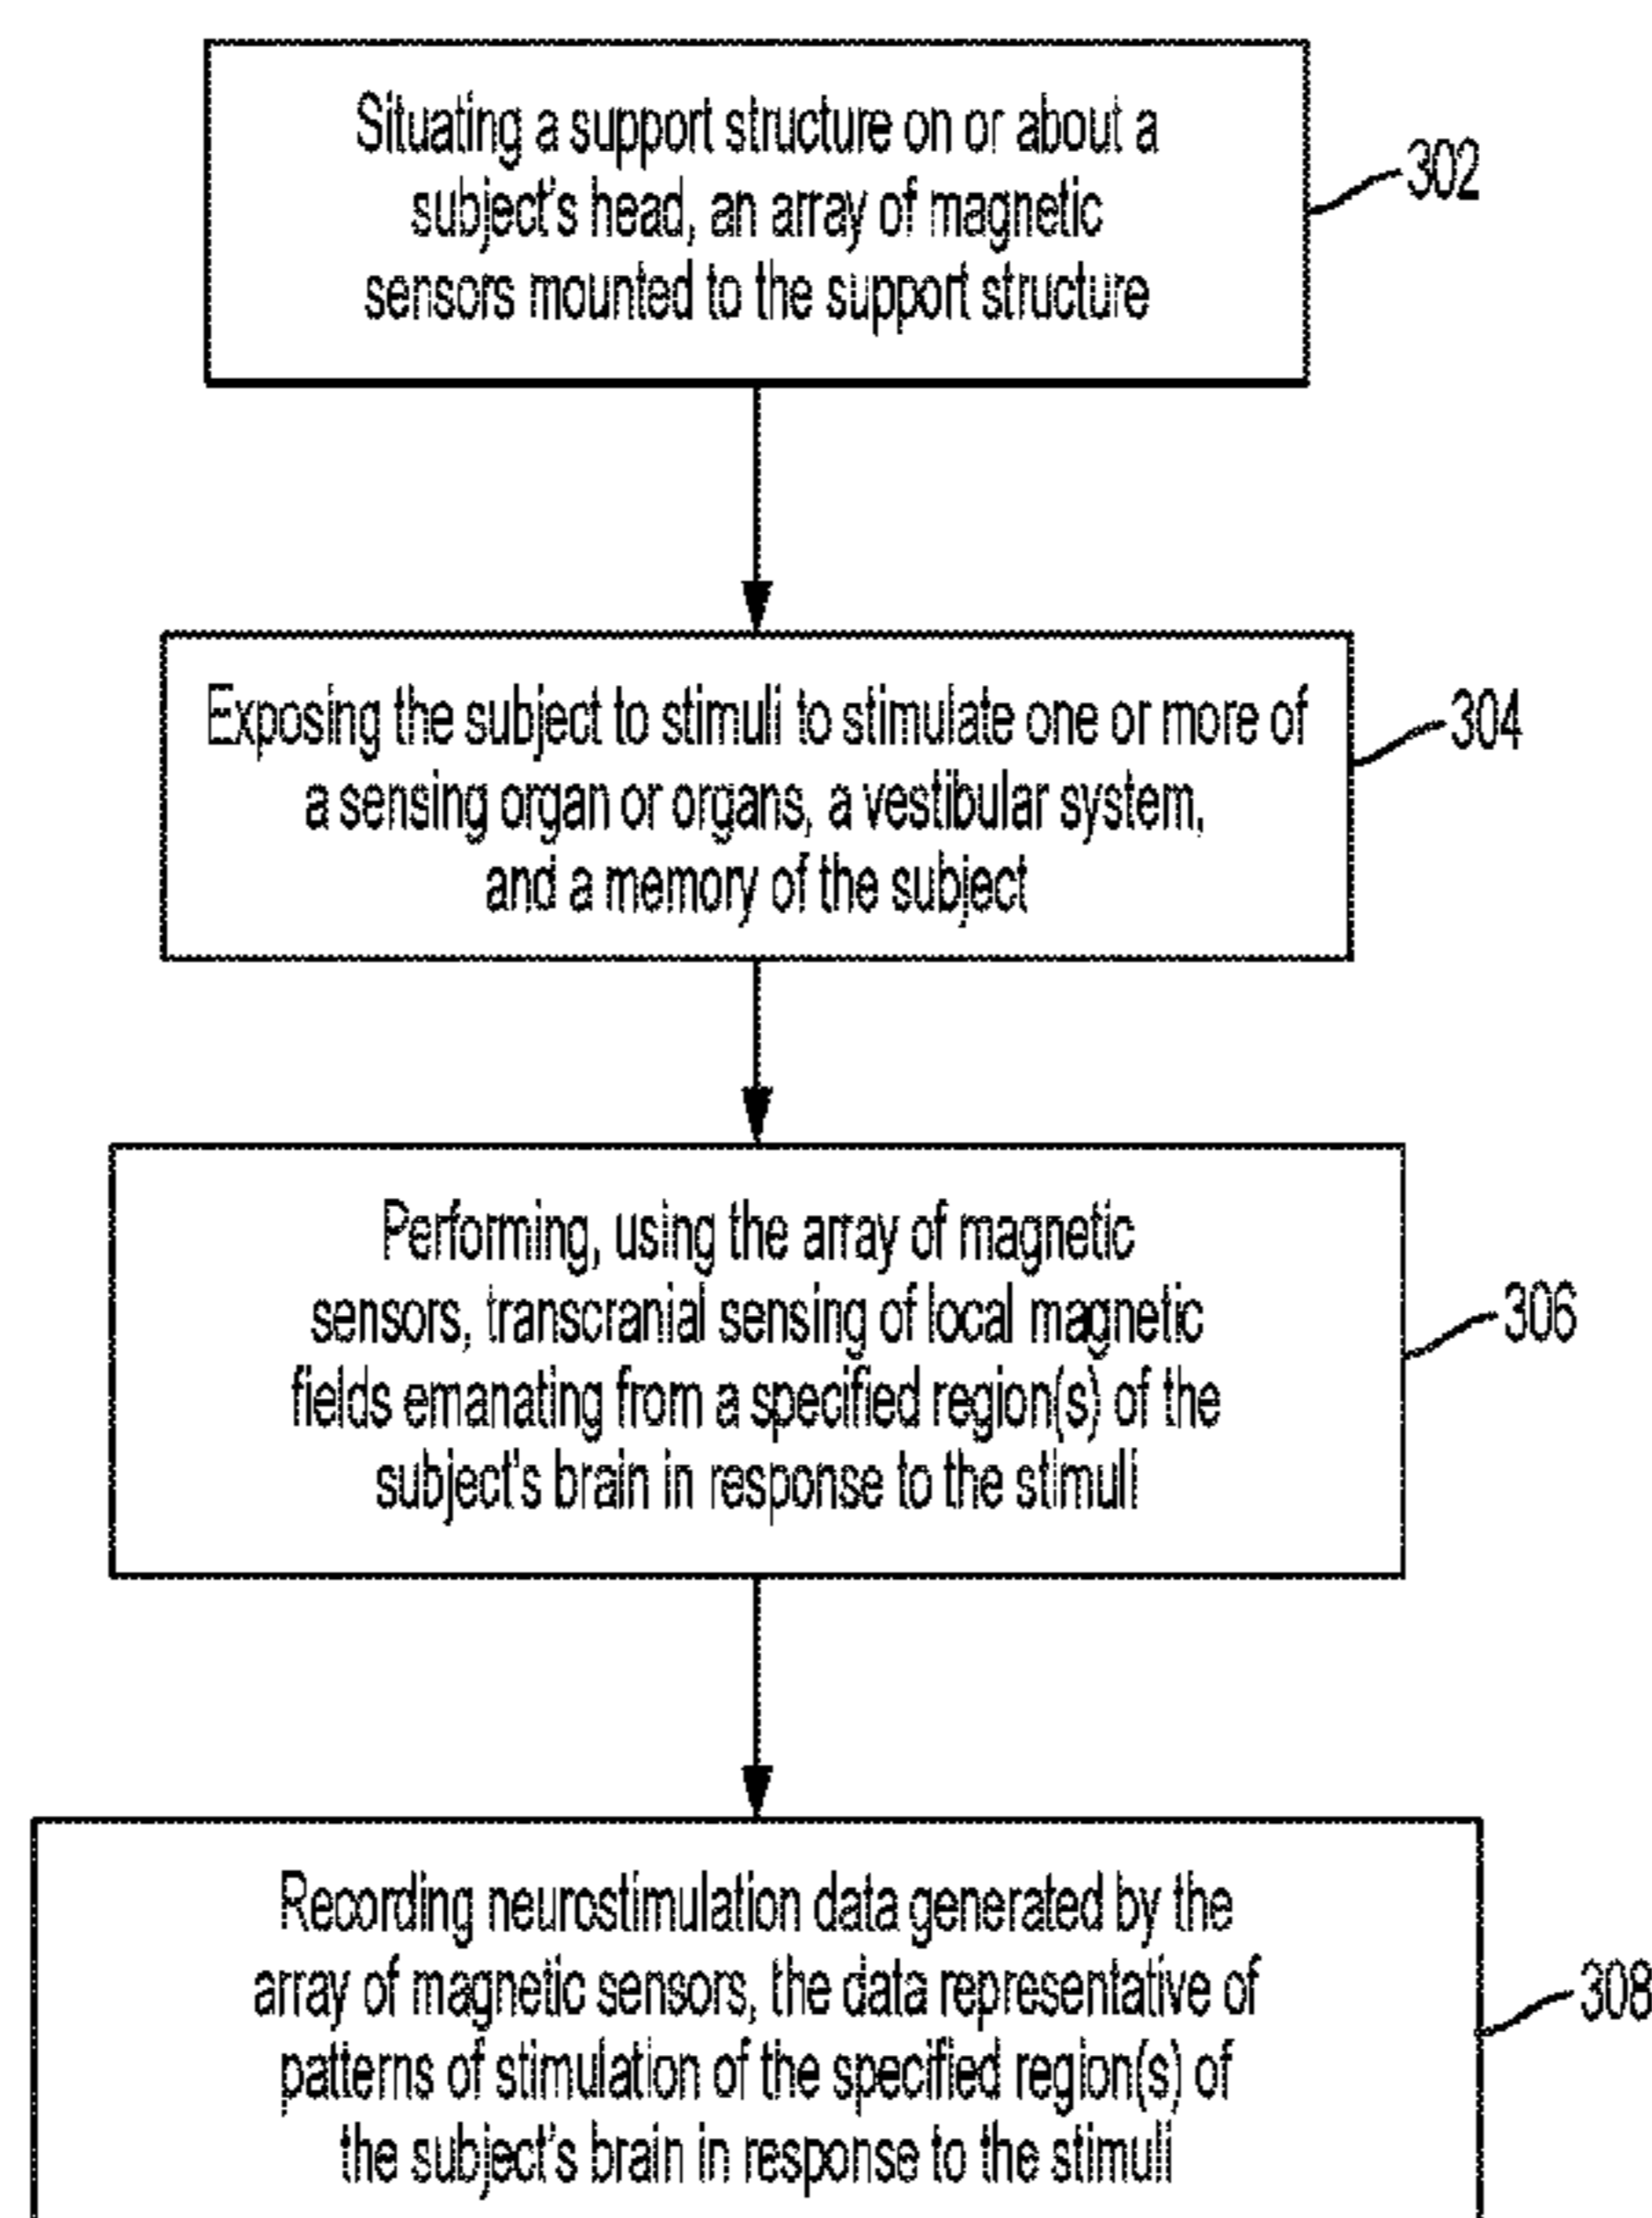 Situating a support structure on or about a
subject's head, an array of magnetic
sensors mounted to the support structure
302
Exposing the subject to stimuli to stimulate one or more of
a sensing organ or organs, a vestibular system,
and a memory of the subject
304
Performing, using the array of magnetic
sensors, transcranial sensing of local magnetic
fields emanating from a specified region(s) of the
subject's brain in response to the stimuli
306
Recording neurostimulation data generated by the
array of magnetic sensors, the data representative of
patterns of stimulation of the specified region(s) of
the subject's brain in response to the stimuli
308